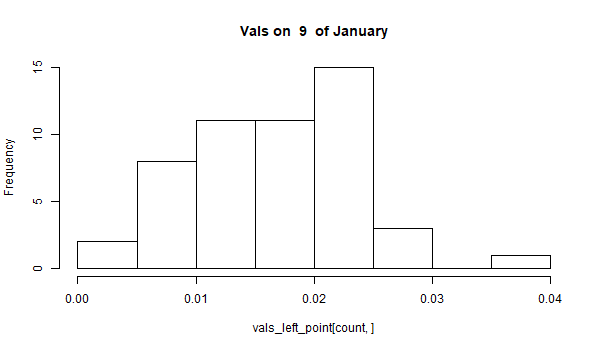 Vals on  9  of January
Frequency
15
10
5
0
0.00 0.01 0.02 0.03 0.04
vals_left_point[count, ]